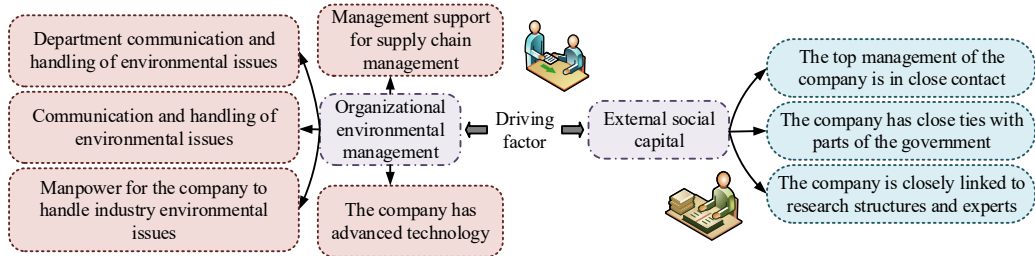 Department communication and
handling of environmental issues
Communication and handling of
environmental issues
Manpower for the company to
handle industry environmental
issues
Management support
for supply chain
management
Organizational
environmental
management
The company has
advanced technology
Driving
factor
External social
capital
The top management of the
company is in close contact
The company has close ties with
parts of the government
The company is closely linked to
research structures and experts